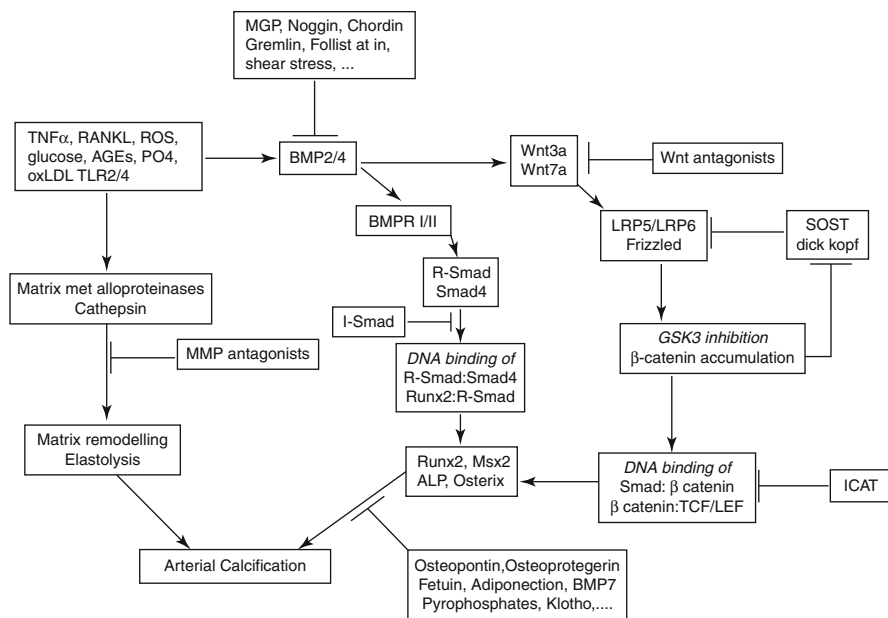 MGP, Noggin, Chordin
Gremlin, Follist at in,
shear stress, ...
TNFα, RANKL, ROS,
glucose, AGEs, PO4,
oxLDL TLR2/4
BMP2/4
Wnt3a
Wnt7a
Wnt antagonists
BMPR I/II
LRP5/LRP6
Frizzled
SOST
dick kopf
R-Smad
Smad4
Matrix met alloproteinases
Cathepsin
I-Smad
GSK3 inhibition
β-catenin accumulation
MMP antagonists
DNA binding of
R-Smad:Smad4
Runx2:R-Smad
Matrix remodelling
Elastolysis
Runx2, Msx2
ALP, Osterix
DNA binding of
Smad: β catenin
β catenin:TCF/LEF
ICAT
Arterial Calcification
Osteopontin,Osteoprotegerin
Fetuin, Adiponection, BMP7
Pyrophosphates, Klotho,....